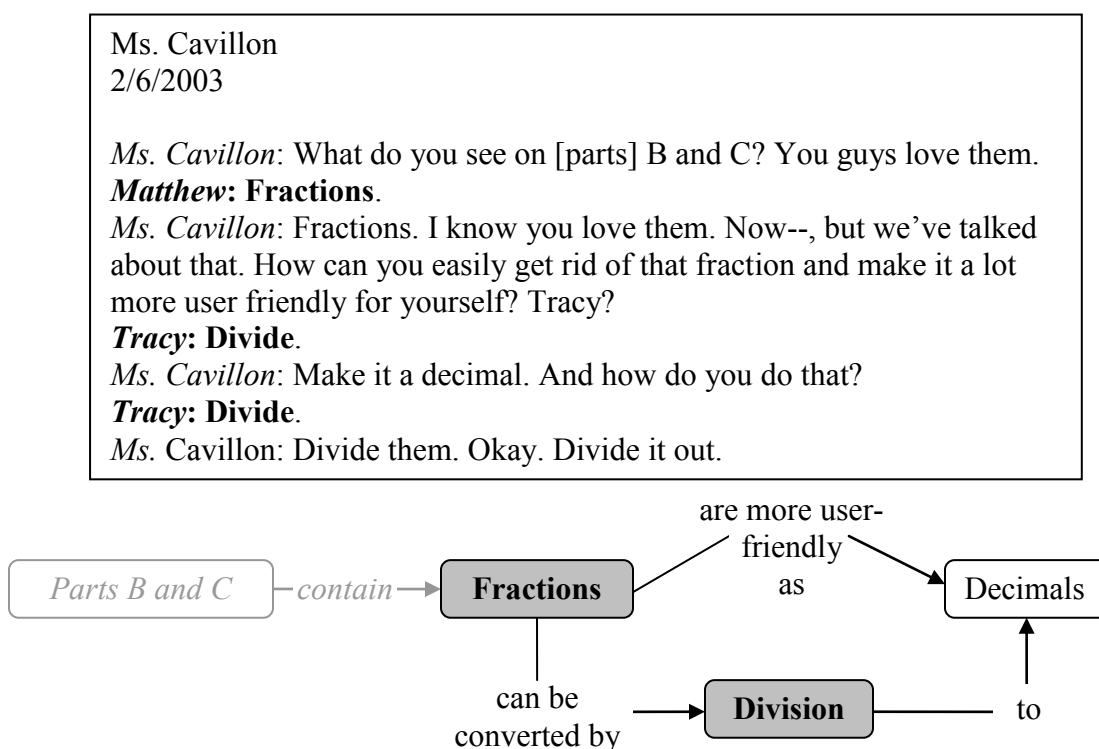 Ms. Cavillon
2/6/2003
Ms. Cavillon: What do you see on [parts] B and C? You guys love them.
Matthew: Fractions.
Ms. Cavillon: Fractions. I know you love them. Now--, but we’ve talked
about that. How can you easily get rid of that fraction and make it a lot
more user friendly for yourself? Tracy?
Tracy: Divide.
Ms. Cavillon: Make it a decimal. And how do you do that?
Tracy: Divide.
Ms. Cavillon: Divide them. Okay. Divide it out.
are more user-
friendly
as
Parts B and C
contain
Fractions
Decimals
can be
converted by
Division
to